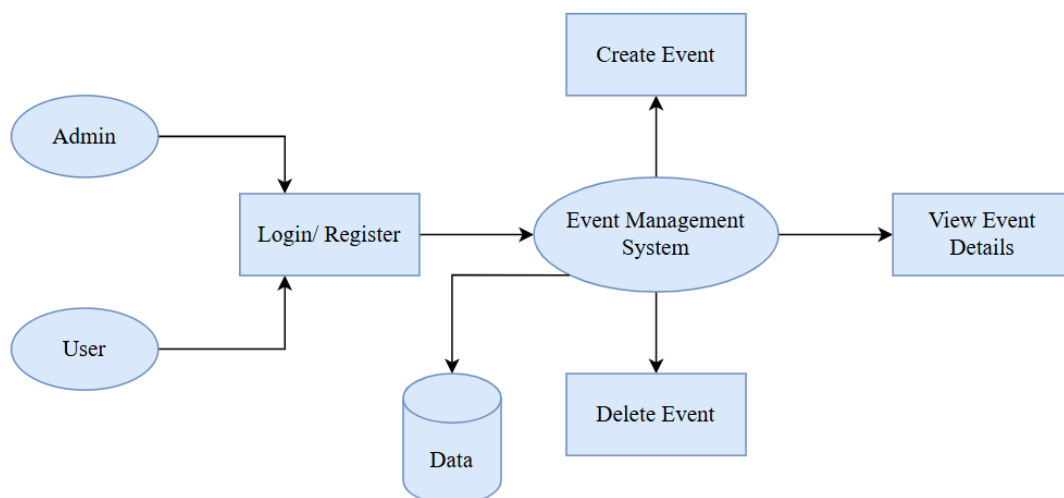 Create Event
Admin
Login/ Register
Event Management
System
View Event
Details
User
Delete Event
Data